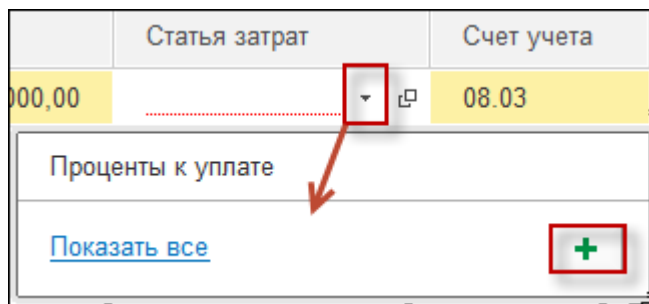 Статья затрат Счет учета
000,00 08.03
Проценты к уплате
Показать все